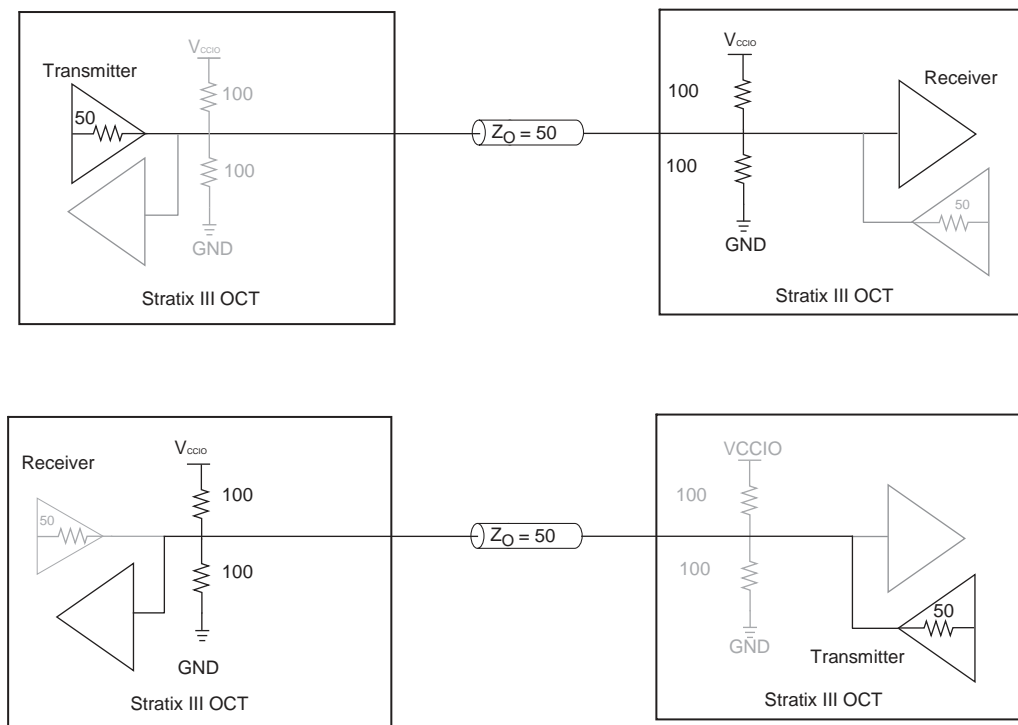 VCCIO
Transmitter
100
50
100
GND
Stratix III OCT
ZO = 50
VCCIO
100
Receiver
100
50
GND
Stratix III OCT
VCCIO
Receiver
100
50
100
GND
Stratix III OCT
ZO = 50
VCCIO
100
100
50
GND
Transmitter
Stratix III OCT